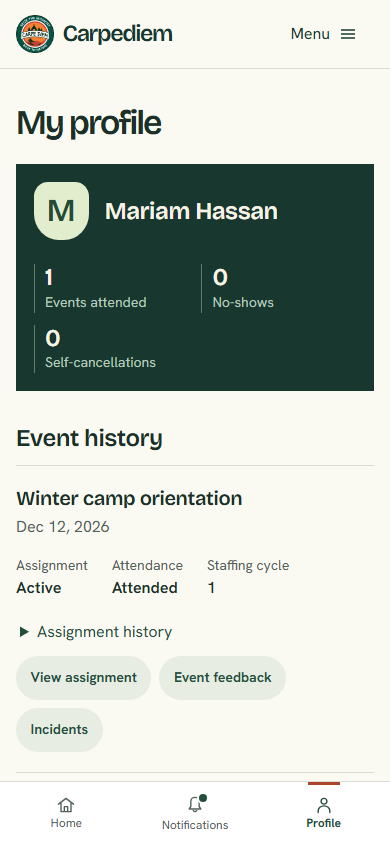 CARPE DIEM
Carpediem
Menu
My profile
M
Mariam Hassan
1
Events attended
0
No-shows
0
Self-cancellations
Event history
Winter camp orientation
Dec 12, 2026
Assignment Attendance Staffing cycle
Active Attended 1
Assignment history
View assignment Event feedback
Incidents
Home Notifications Profile